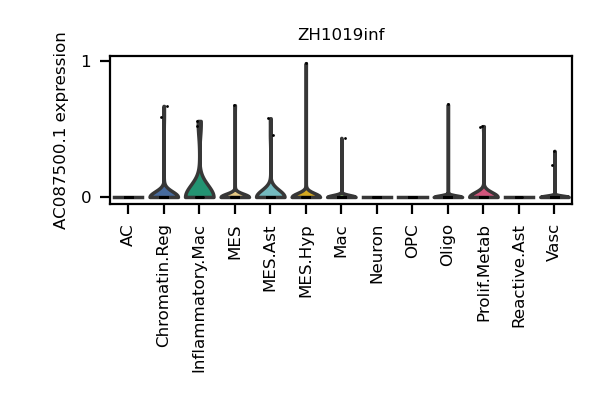 ZH1019inf
AC087500.1 expression
1
0
AC
Chromatin.Reg
Inflammatory.Mac
MES
MES.Ast
MES.Hyp
Mac
Neuron
OPC
Oligo
Prolif.Metab
Reactive.Ast
Vasc